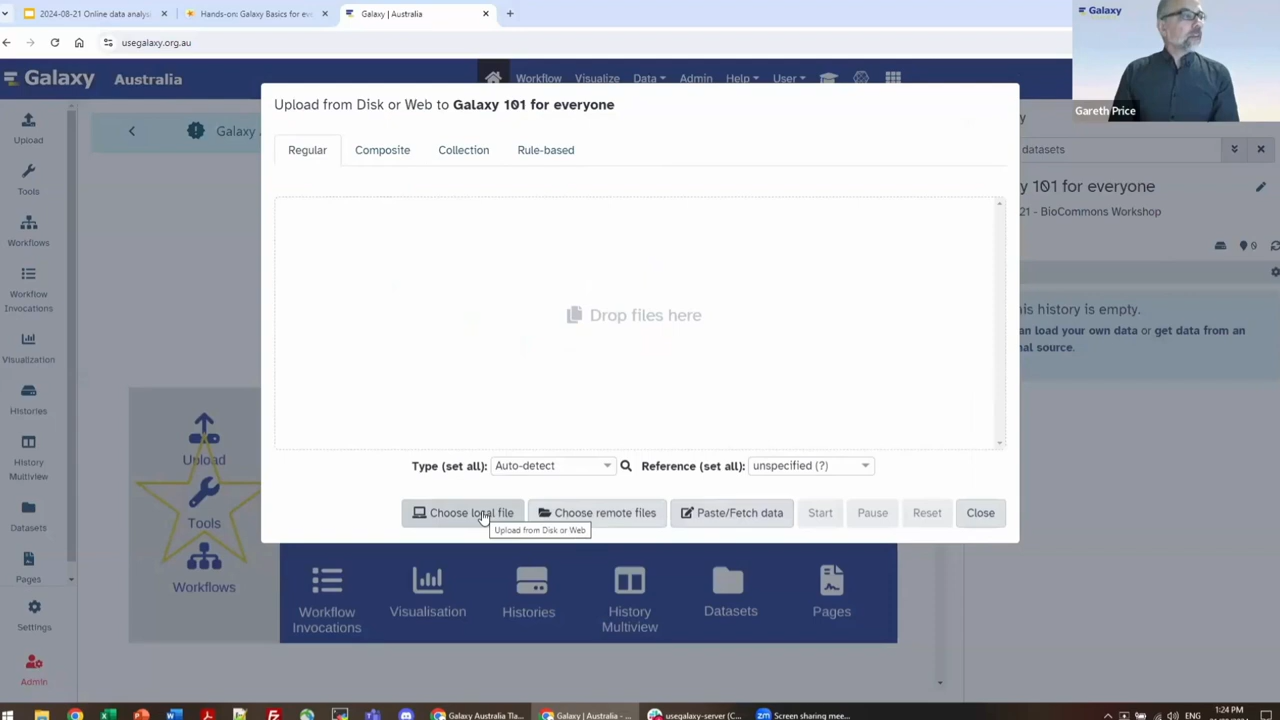 2024-08-21 Online data analysi
Hands-on: Galaxy Basics for ev
Galaxy | Australia
usegalaxy.org.au
Galaxy
Gareth Price
Galaxy
Australia
Workflow
Visualize
Data
Admin
Help
User
Upload
Tools
Workflows
Workflow
Invocations
Visualization
Histories
History
Multiview
Datasets
Pages
Settings
Admin
Galaxy
Upload from Disk or Web to Galaxy 101 for everyone
Regular
Composite
Collection
Rule-based
Drop files here
Type (set all):
Auto-detect
Reference (set all):
unspecified (?)
Choose local file
Choose remote files
Paste/Fetch data
Start
Pause
Reset
Close
Upload from Disk or Web
datasets
y 101 for everyone
21 - BioCommons Workshop
0
his history is empty.
an load your own data or get data from an
nal source.
Upload
Tools
Workflows
Workflow
Invocations
Visualisation
Histories
History
Multiview
Datasets
Pages
Galaxy Australia Tla...
Galaxy | Australia - ...
usegalaxy-server (C...
Screen sharing mee...
ENG
1:24 PM